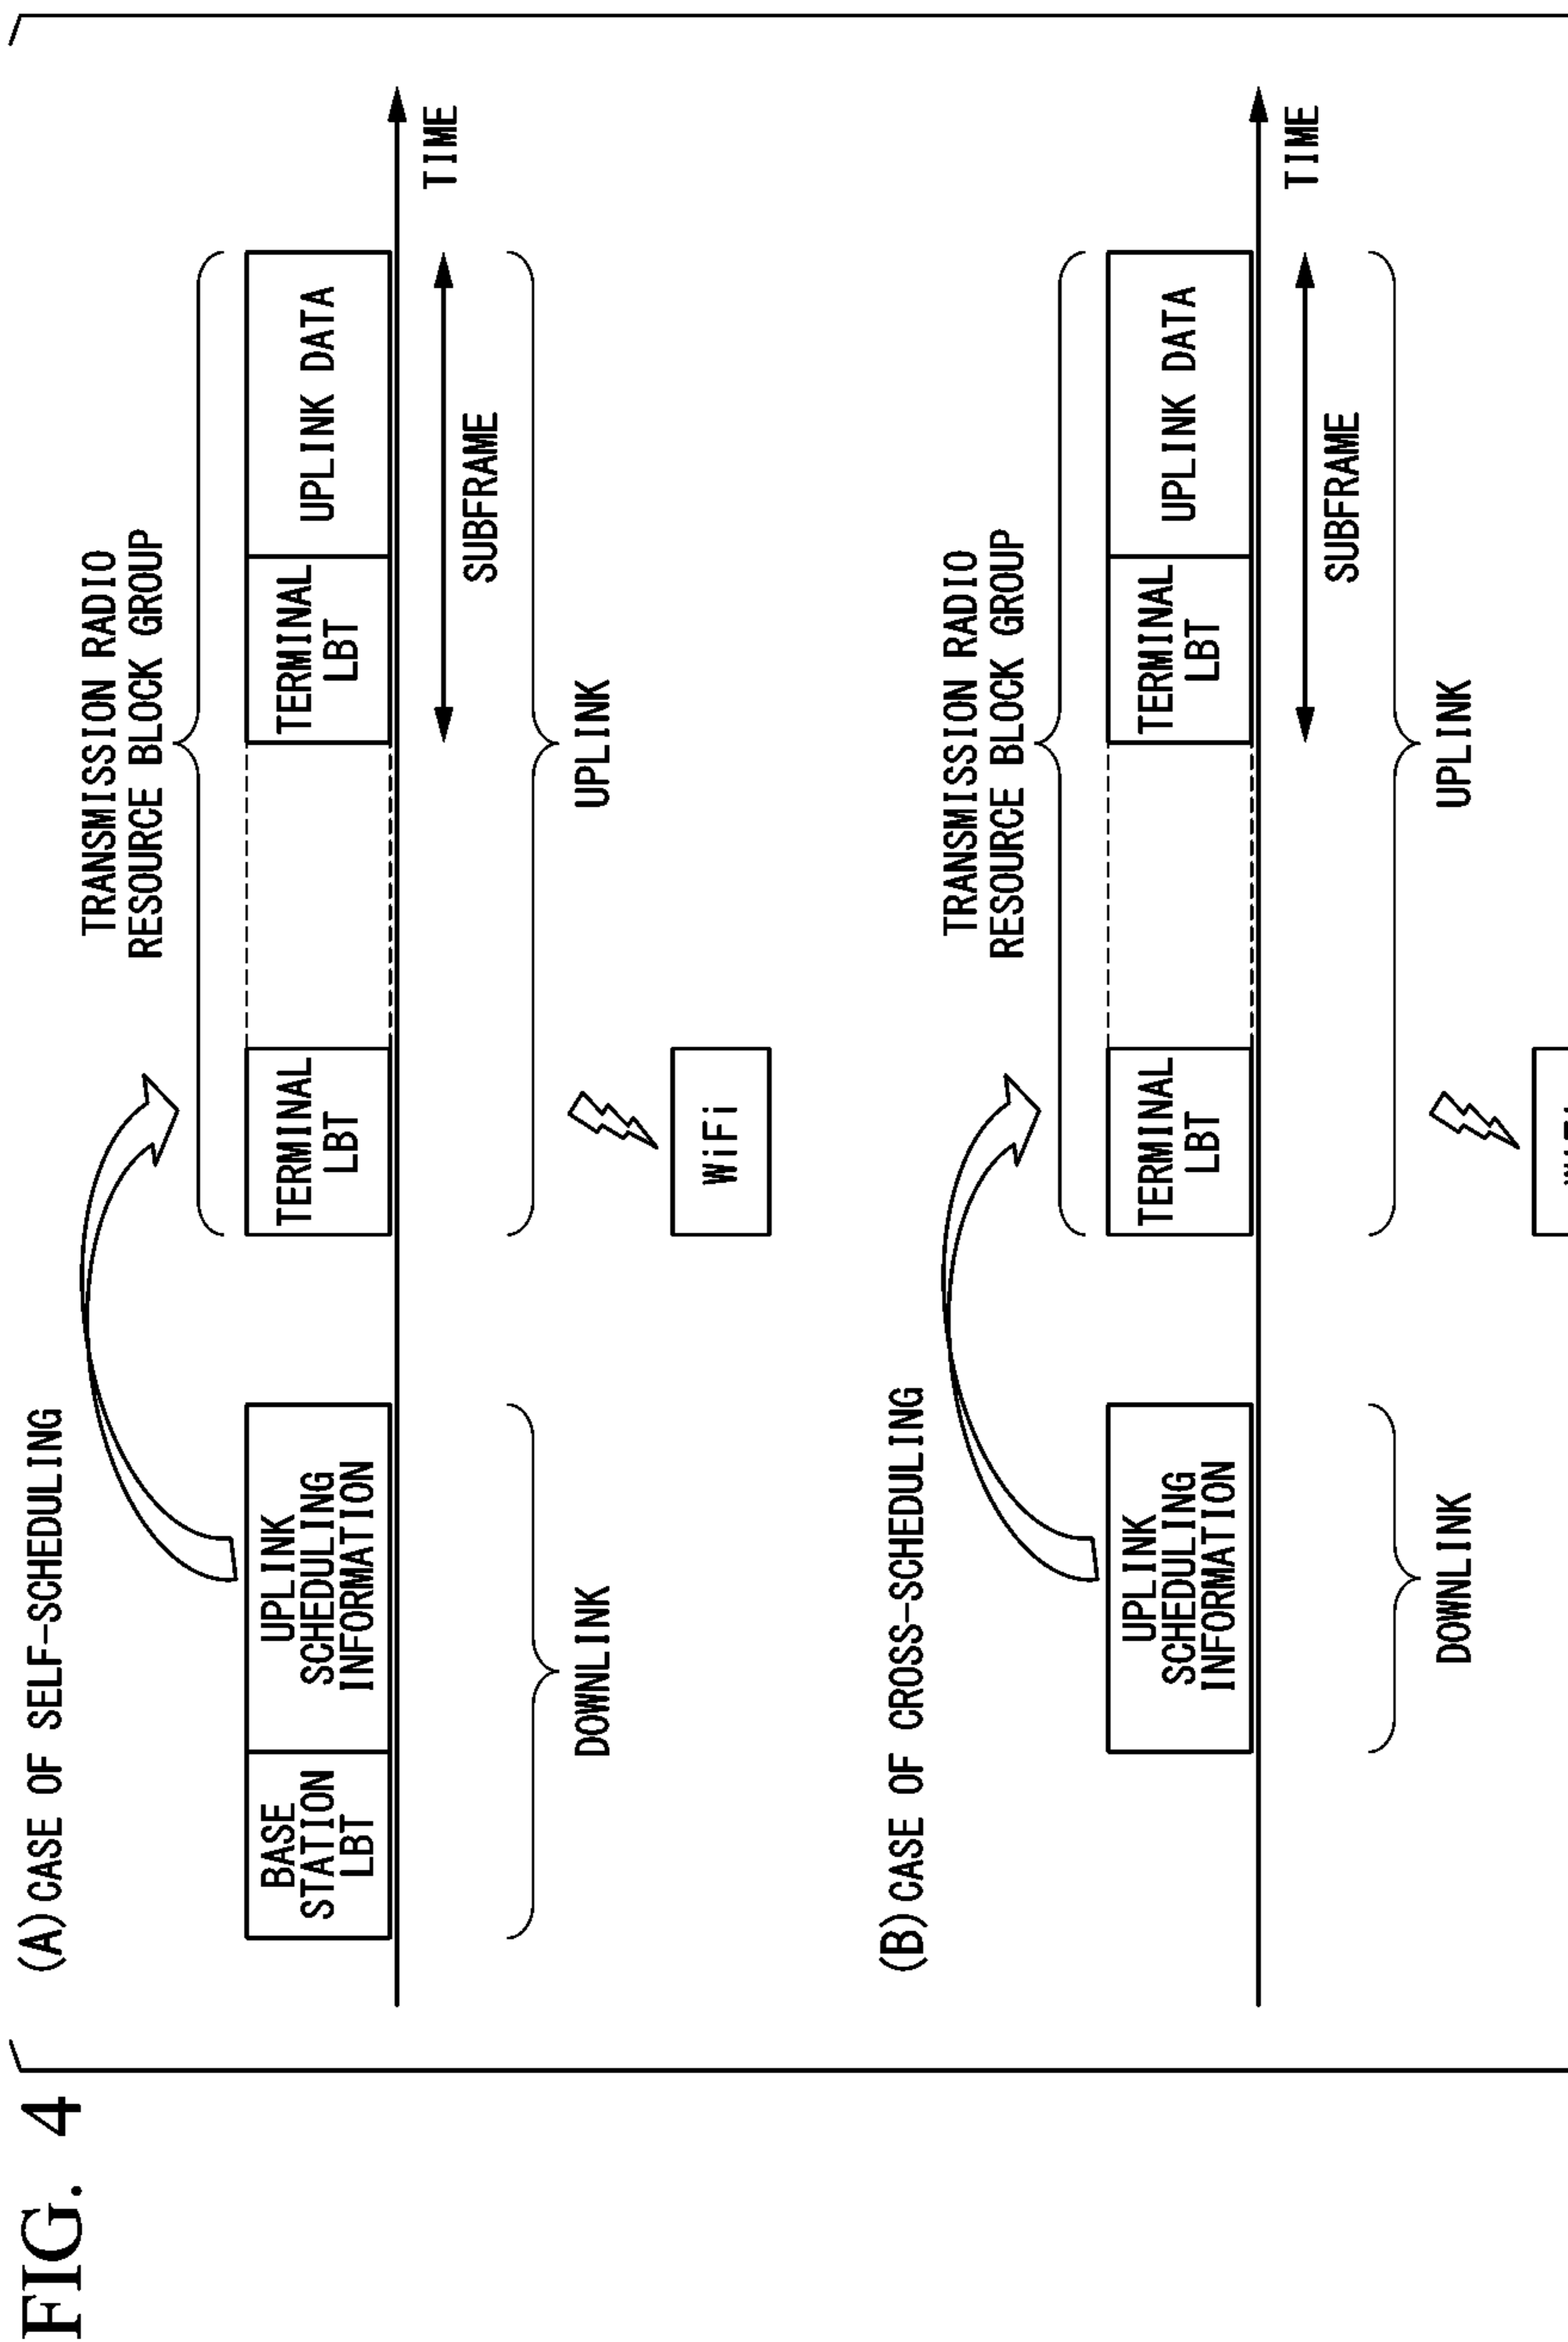 FIG. 4
(A) CASE OF SELF-SCHEDULING
TRANSMISSION RADIO
RESOURCE BLOCK GROUP
BASE
STATION
LBT
UPLINK
SCHEDULING
INFORMATION
TERMINAL
LBT
TERMINAL
LBT
UPLINK DATA
TIME
SUBFRAME
DOWNLINK
UPLINK
WiFi
(B) CASE OF CROSS-SCHEDULING
TRANSMISSION RADIO
RESOURCE BLOCK GROUP
UPLINK
SCHEDULING
INFORMATION
TERMINAL
LBT
TERMINAL
LBT
UPLINK DATA
TIME
SUBFRAME
DOWNLINK
UPLINK